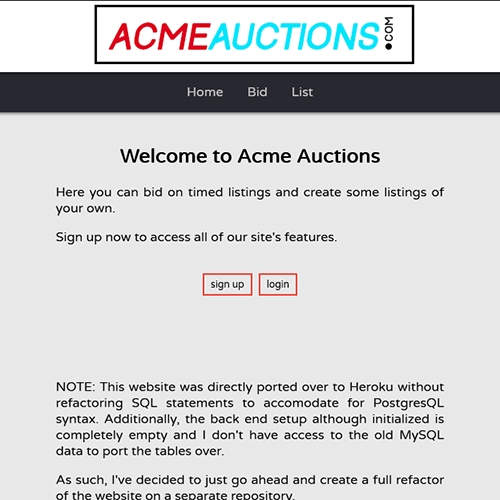 ACMEAUCTIONS.COM
Home Bid List
Welcome to Acme Auctions
Here you can bid on timed listings and create some listings of
your own.
Sign up now to access all of our site's features.
sign up login
NOTE: This website was directly ported over to Heroku without
refactoring SQL statements to accomodate for PostgresQL
syntax. Additionally, the back end setup although initialized is
completely empty and I don't have access to the old MySQL
data to port the tables over.
As such, I've decided to just go ahead and create a full refactor
of the website on a separate repository.